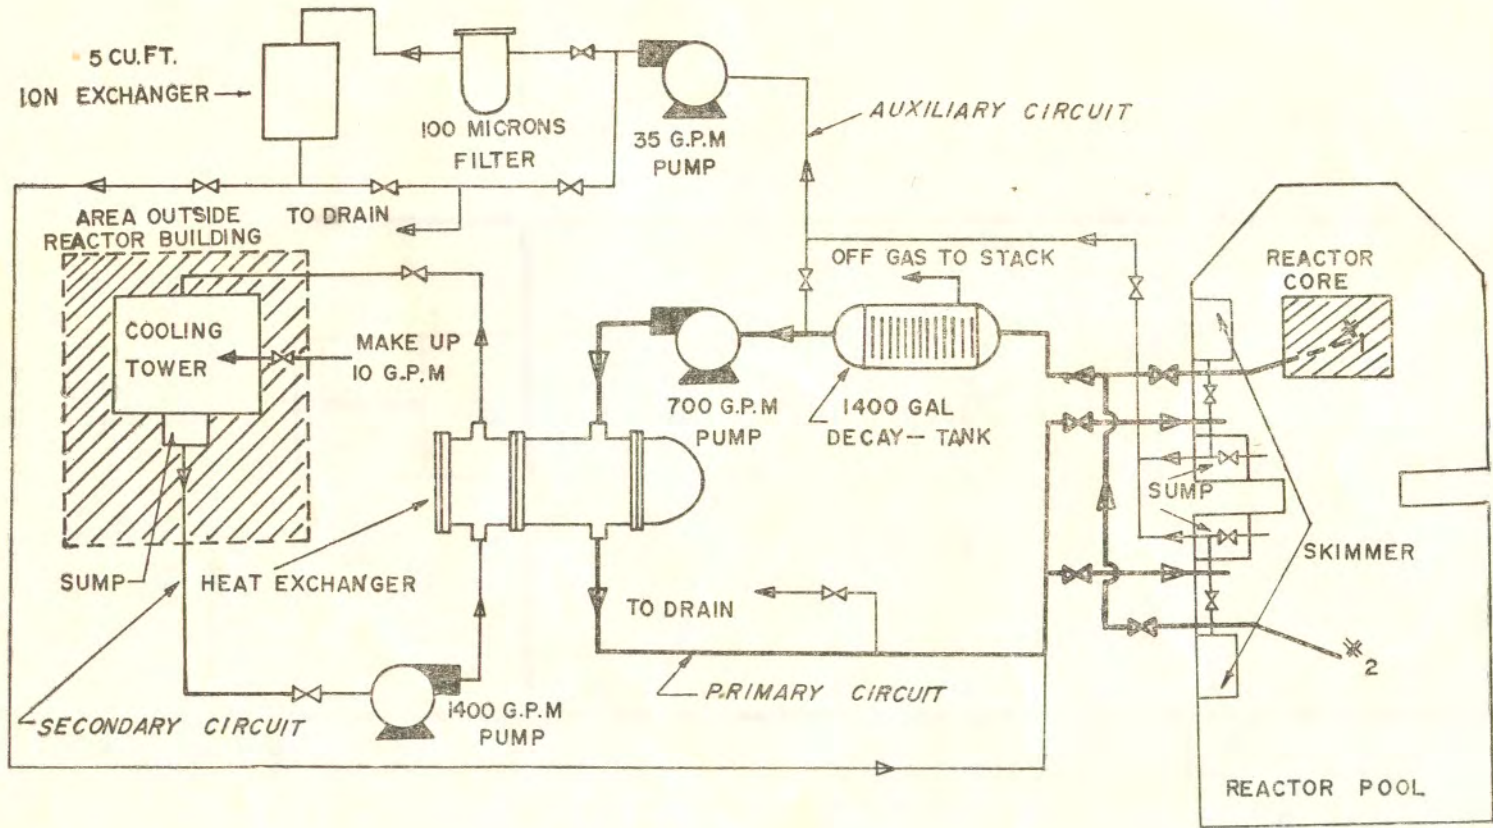 5 CU.FT.
ION EXCHANGER
100 MICRONS
FILTER
35 G.P.M
PUMP
AUXILIARY CIRCUIT
AREA OUTSIDE
REACTOR BUILDING
TO DRAIN
OFF GAS TO STACK
REACTOR
CORE
1
COOLING
TOWER
MAKE UP
10 G.P.M
700 G.P.M
PUMP
1400 GAL
DECAY-- TANK
SUMP
SKIMMER
SUMP
HEAT EXCHANGER
TO DRAIN
2
PRIMARY CIRCUIT
SECONDARY CIRCUIT
1400 G.P.M
PUMP
REACTOR POOL